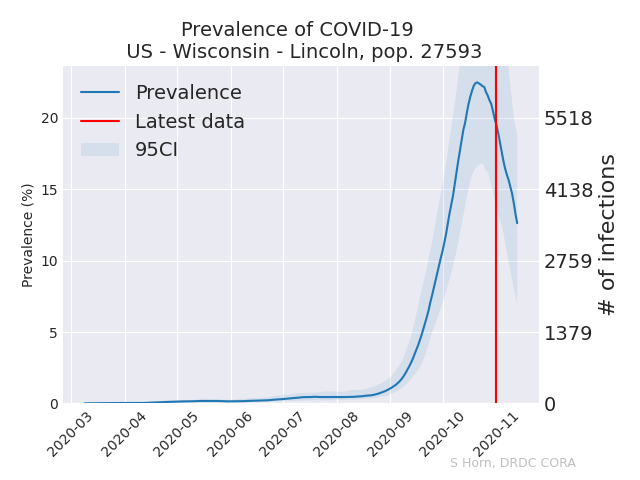 Prevalence of COVID-19
US - Wisconsin - Lincoln, pop. 27593
Prevalence
Latest data
95CI
Prevalence (%)
20
15
10
5
0
5518
4138
2759
1379
0
# of infections
2020-03
2020-04
2020-05
2020-06
2020-07
2020-08
2020-09
2020-10
2020-11
S Horn, DRDC CORA